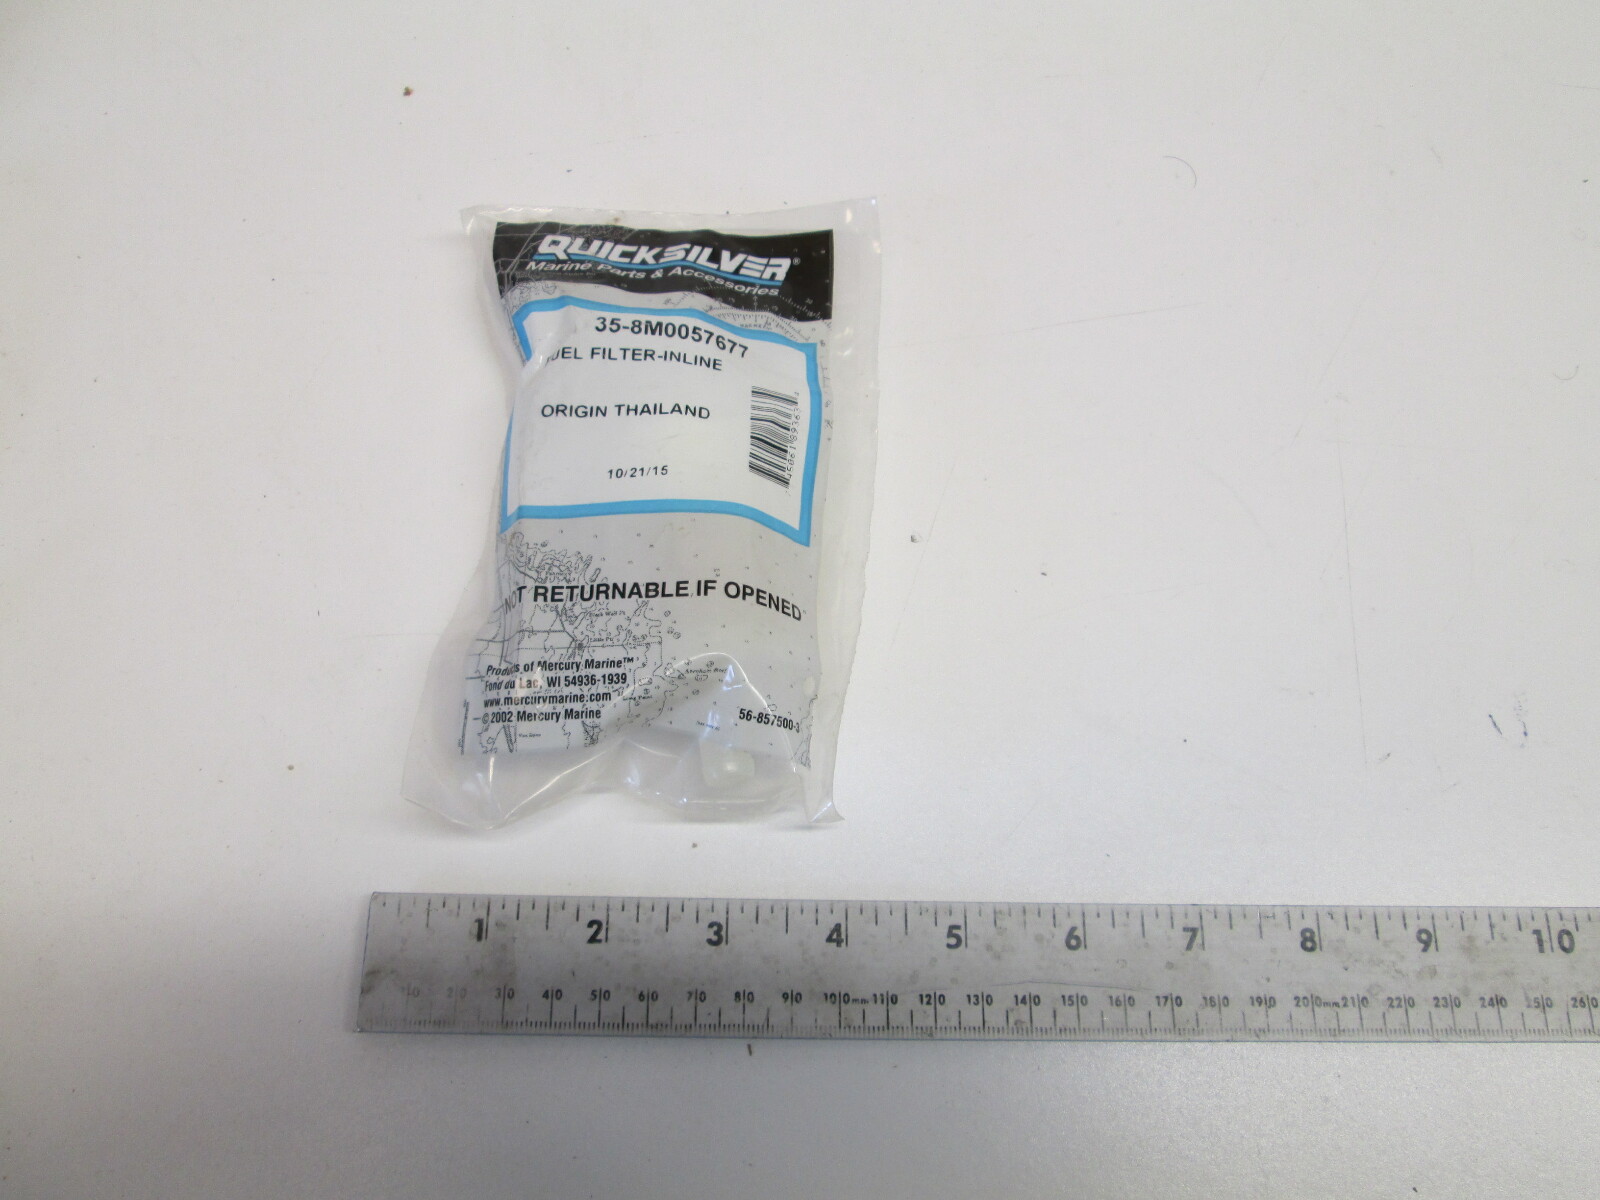 QUICKSILVER®
Marine Parts & Accessories
35-8M0057677
FUEL FILTER-INLINE
ORIGIN THAILAND
10/21/15
NOT RETURNABLE IF OPENED
Products of Mercury Marine™
Fond du Lac, WI 54936-1939
www.mercurymarine.com
© 2002 Mercury Marine
56-857500-3
1 2 3 4 5 6 7 8 9 10
10 20 30 40 50 60 70 80 90 100mm 110 120 130 140 150 160 170 180 190 200mm 210 220 230 240 250 260